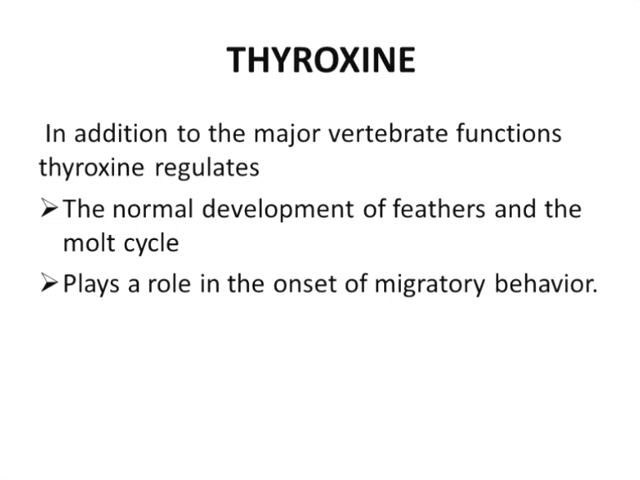 THYROXINE
In addition to the major vertebrate functions
thyroxine regulates
➢The normal development of feathers and the
molt cycle
➢Plays a role in the onset of migratory behavior.